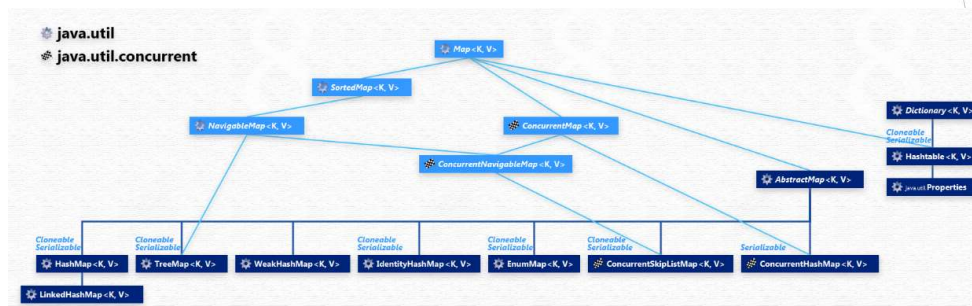 java.util
java.util.concurrent
Map<K, V>
SortedMap<K, V>
NavigableMap<K, V>
ConcurrentMap<K, V>
ConcurrentNavigableMap<K, V>
Dictionary<K, V>
Cloneable
Serializable
Hashtable<K, V>
java.util.Properties
AbstractMap<K, V>
Cloneable
Serializable
HashMap<K, V>
Cloneable
Serializable
TreeMap<K, V>
WeakHashMap<K, V>
Cloneable
Serializable
IdentityHashMap<K, V>
Cloneable
Serializable
EnumMap<K, V>
Cloneable
Serializable
ConcurrentSkipListMap<K, V>
Serializable
ConcurrentHashMap<K, V>
LinkedHashMap<K, V>